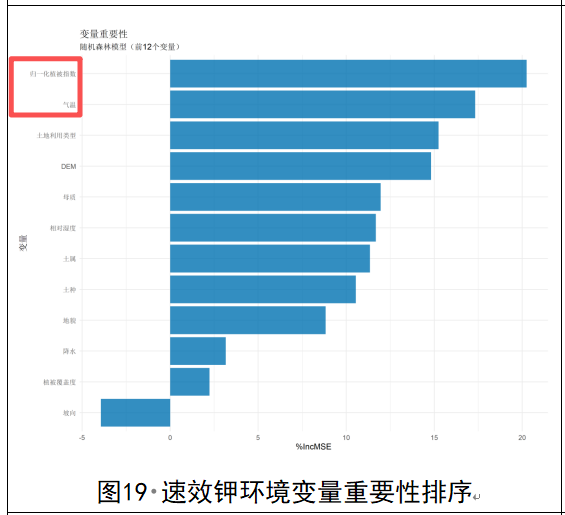 变量重要性
随机森林模型（前12个变量）
归一化植被指数
气温
土地利用类型
DEM
母质
相对湿度
土属
土种
地貌
降水
植被覆盖度
坡向
变量
-5 0 5 10 15 20
%IncMSE
图19 速效钾环境变量重要性排序